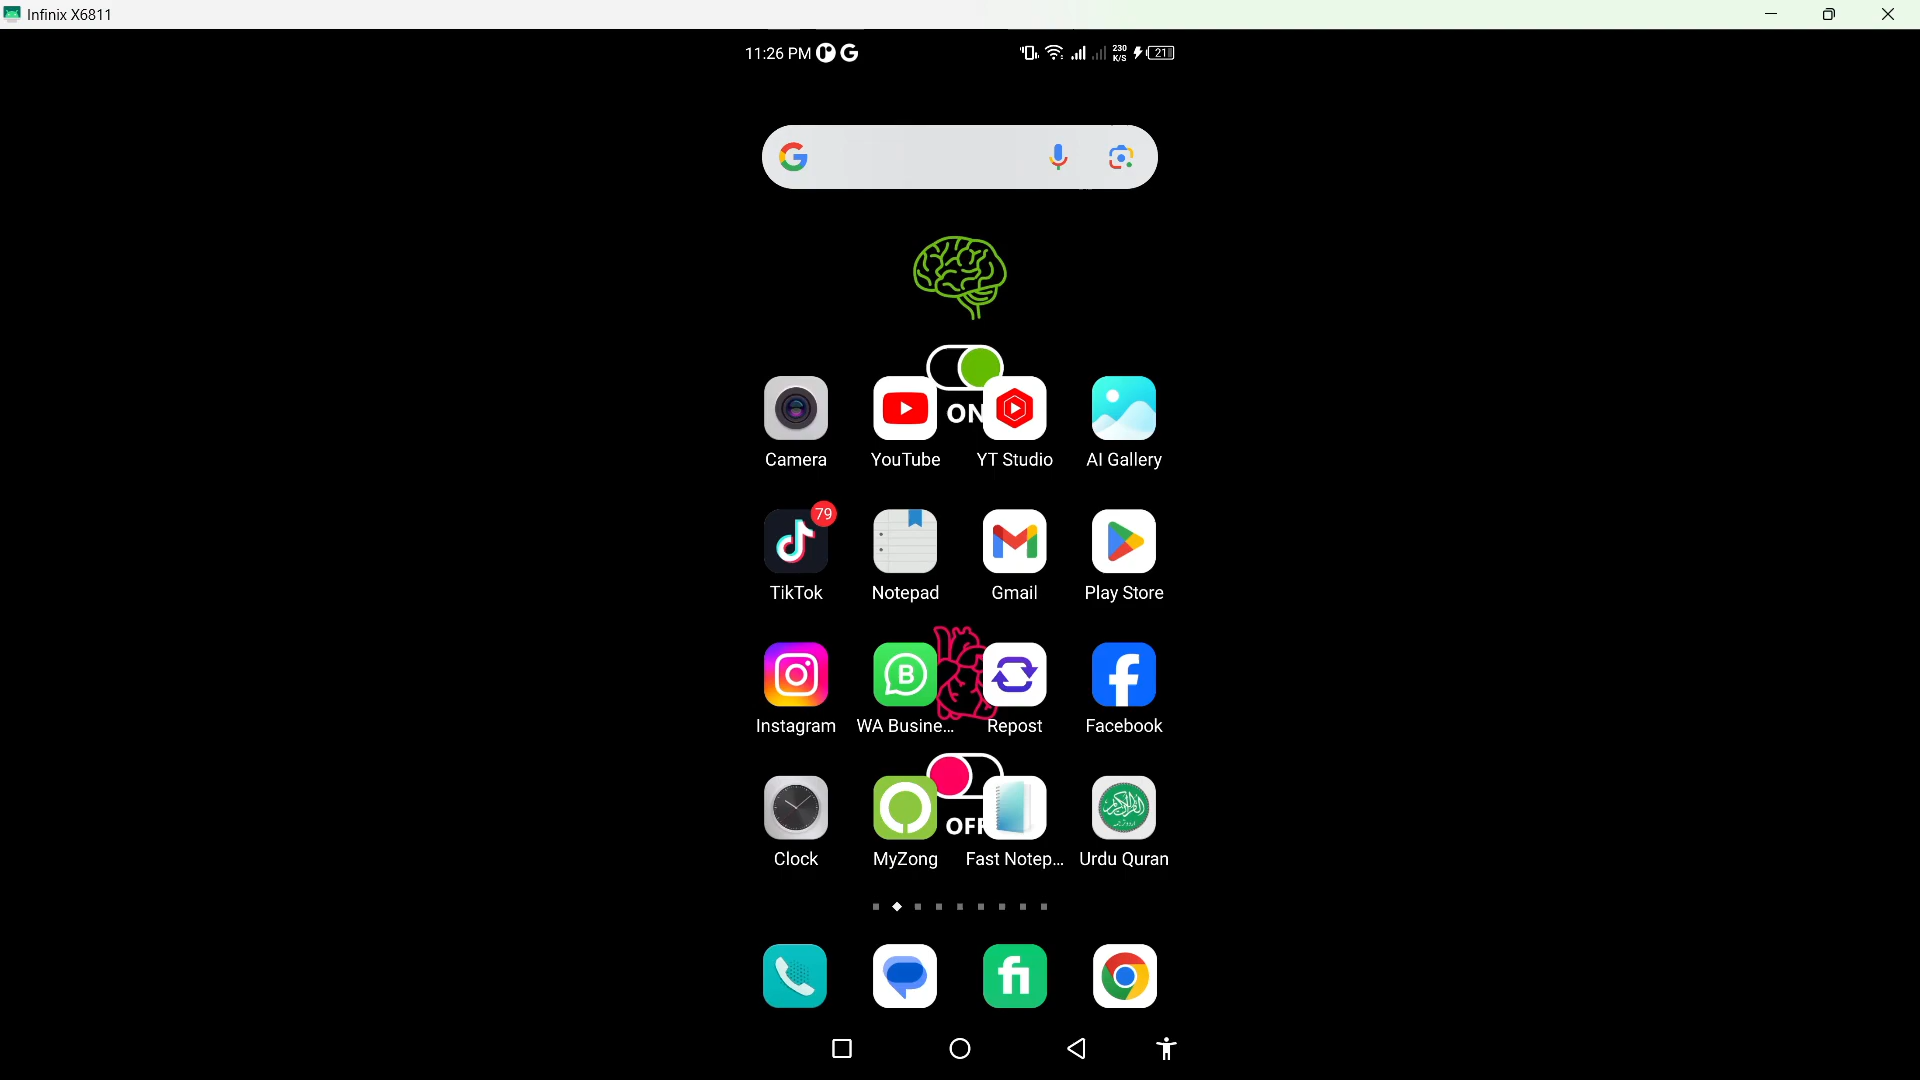 Infinix X6811
11:26 PM
230
K/S
21
ON
Camera
YouTube
YT Studio
AI Gallery
79
TikTok
Notepad
Gmail
Play Store
Instagram
WA Busine...
Repost
Facebook
OFF
Clock
MyZong
Fast Notep...
Urdu Quran
fi